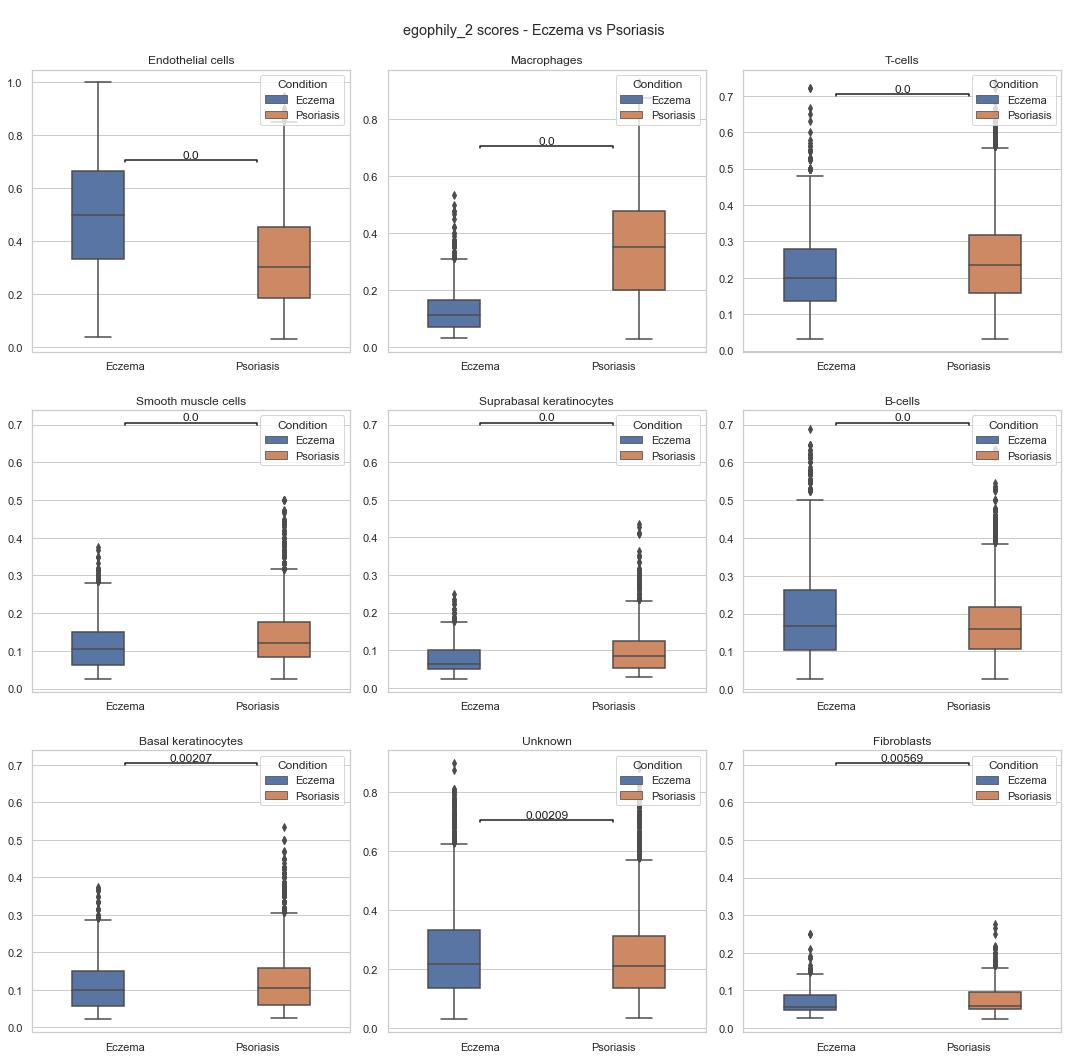 egophily_2 scores - Eczema vs Psoriasis
Endothelial cells
Condition
Eczema
Psoriasis
0.0
1.0
0.8
0.6
0.4
0.2
0.0
Eczema Psoriasis
Macrophages
Condition
Eczema
Psoriasis
0.0
0.8
0.6
0.4
0.2
0.0
Eczema Psoriasis
T-cells
Condition
Eczema
Psoriasis
0.0
0.7
0.6
0.5
0.4
0.3
0.2
0.1
0.0
Eczema Psoriasis
Smooth muscle cells
Condition
Eczema
Psoriasis
0.0
0.7
0.6
0.5
0.4
0.3
0.2
0.1
0.0
Eczema Psoriasis
Suprabasal keratinocytes
Condition
Eczema
Psoriasis
0.0
0.7
0.6
0.5
0.4
0.3
0.2
0.1
0.0
Eczema Psoriasis
B-cells
Condition
Eczema
Psoriasis
0.0
0.7
0.6
0.5
0.4
0.3
0.2
0.1
0.0
Eczema Psoriasis
Basal keratinocytes
Condition
Eczema
Psoriasis
0.00207
0.7
0.6
0.5
0.4
0.3
0.2
0.1
0.0
Eczema Psoriasis
Unknown
Condition
Eczema
Psoriasis
0.00209
0.8
0.6
0.4
0.2
0.0
Eczema Psoriasis
Fibroblasts
Condition
Eczema
Psoriasis
0.00569
0.7
0.6
0.5
0.4
0.3
0.2
0.1
0.0
Eczema Psoriasis